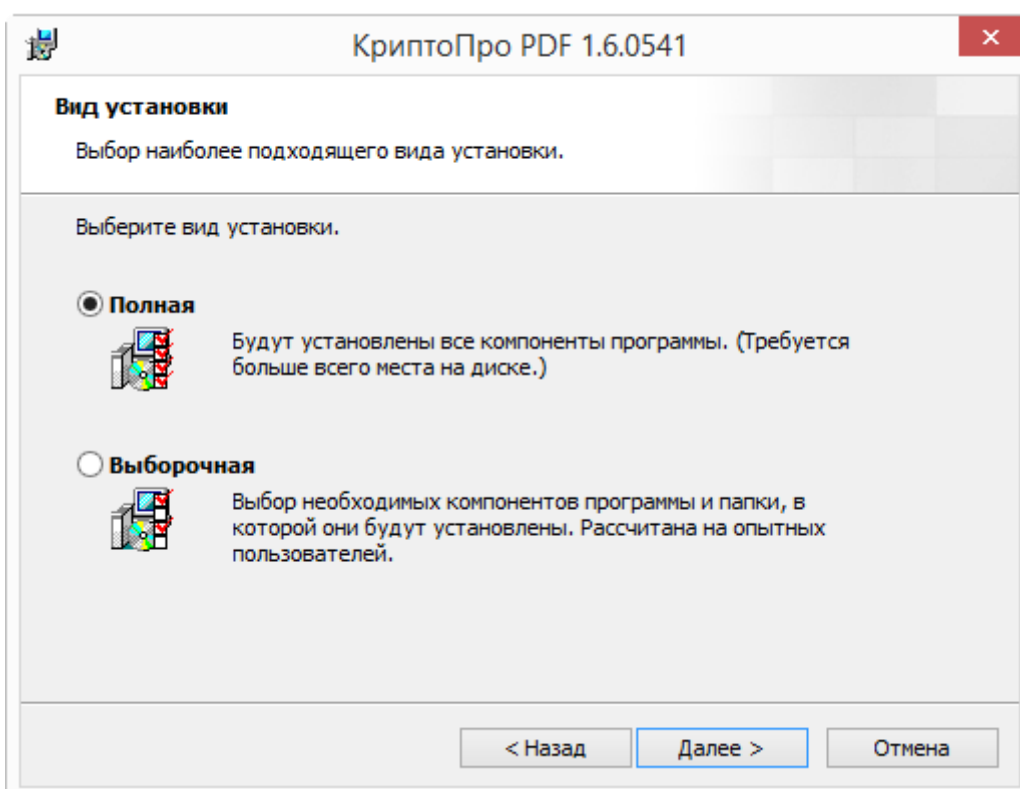 КриптоПро PDF 1.6.0541
Вид установки
Выбор наиболее подходящего вида установки.
Выберите вид установки.
Полная
Будут установлены все компоненты программы. (Требуется
больше всего места на диске.)
Выборочная
Выбор необходимых компонентов программы и папки, в
которой они будут установлены. Рассчитана на опытных
пользователей.
< Назад
Далее >
Отмена